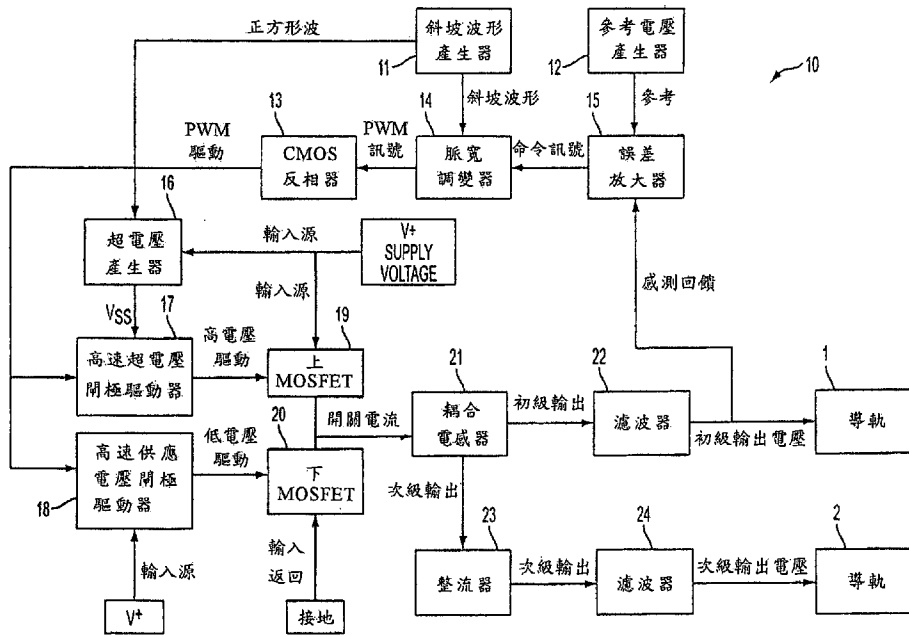 正方形波
斜坡波形
產生器
11
參考電壓
產生器
12
10
斜坡波形
參考
13
14
15
PWM
驅動
CMOS
反相器
PWM
訊號
脈寬
調變器
命令訊號
誤差
放大器
16
超電壓
產生器
輸入源
V+
SUPPLY
VOLTAGE
感測回饋
VSS
17
輸入源
19
高速超電壓
閘極驅動器
高電壓
驅動
上
MOSFET
21
22
1
20
開關電流
耦合
電感器
初級輸出
濾波器
初級輸出電壓
導軌
高速供應
電壓閘極
驅動器
18
低電壓
驅動
下
MOSFET
次級輸出
23
24
2
輸入源
輸入
返回
整流器
次級輸出
濾波器
次級輸出電壓
導軌
V+
接地